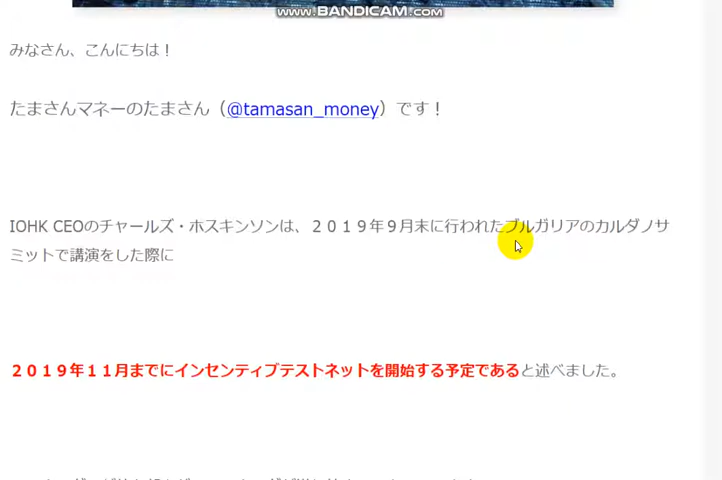 www.BANDICAM.com
みなさん、こんにちは！
たまさんマネーのたまさん（@tamasan_money）です！
IOHK CEOのチャールズ・ホスキンソンは、２０１９年９月末に行われたブルガリアのカルダノサ
ミットで講演をした際に
２０１９年１１月までにインセンティブテストネットを開始する予定であると述べました。